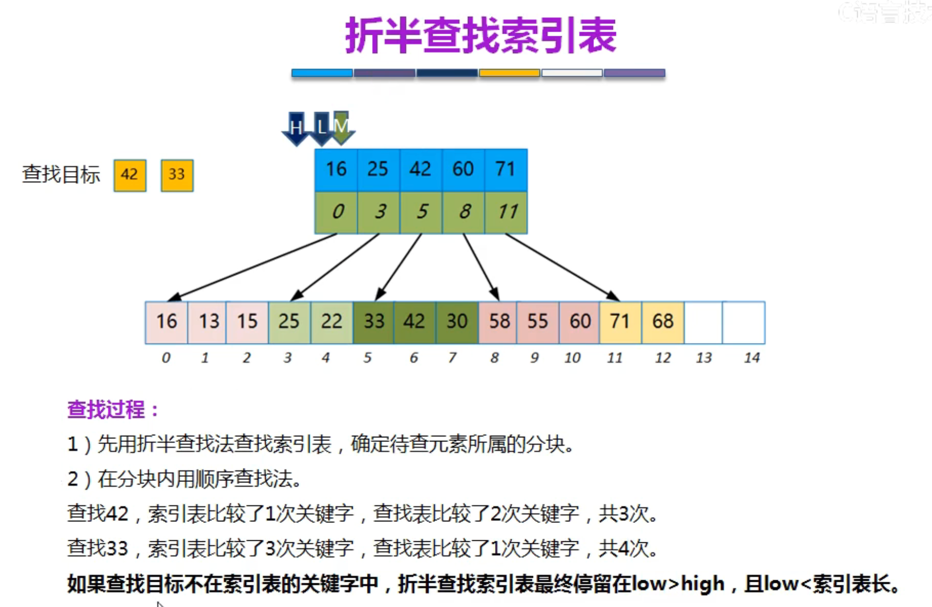 C语言技
折半查找索引表
H L M
查找目标 42 33
16 25 42 60 71
0 3 5 8 11
16 13 15 25 22 33 42 30 58 55 60 71 68
0 1 2 3 4 5 6 7 8 9 10 11 12 13 14
查找过程：
1）先用折半查找法查找索引表，确定待查元素所属的分块。
2）在分块内用顺序查找法。
查找42，索引表比较了1次关键字，查找表比较了2次关键字，共3次。
查找33，索引表比较了3次关键字，查找表比较了1次关键字，共4次。
如果查找目标不在索引表的关键字中，折半查找索引表最终停留在low>high，且low<索引表长。